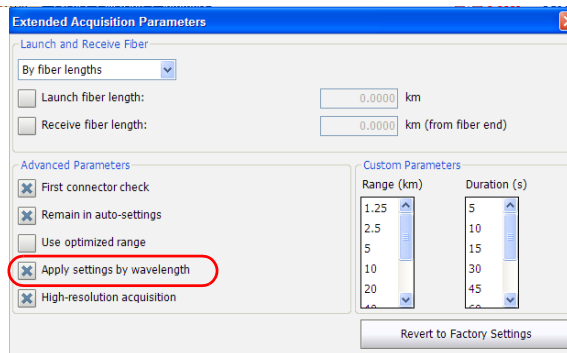 Extended Acquisition Parameters
Launch and Receive Fiber
By fiber lengths
Launch fiber length: 0.0000 km
Receive fiber length: 0.0000 km (from fiber end)
Advanced Parameters
First connector check
Remain in auto-settings
Use optimized range
Apply settings by wavelength
High-resolution acquisition
Custom Parameters
Range (km) Duration (s)
1.25 5
2.5 10
5 15
10 30
20 45
Revert to Factory Settings